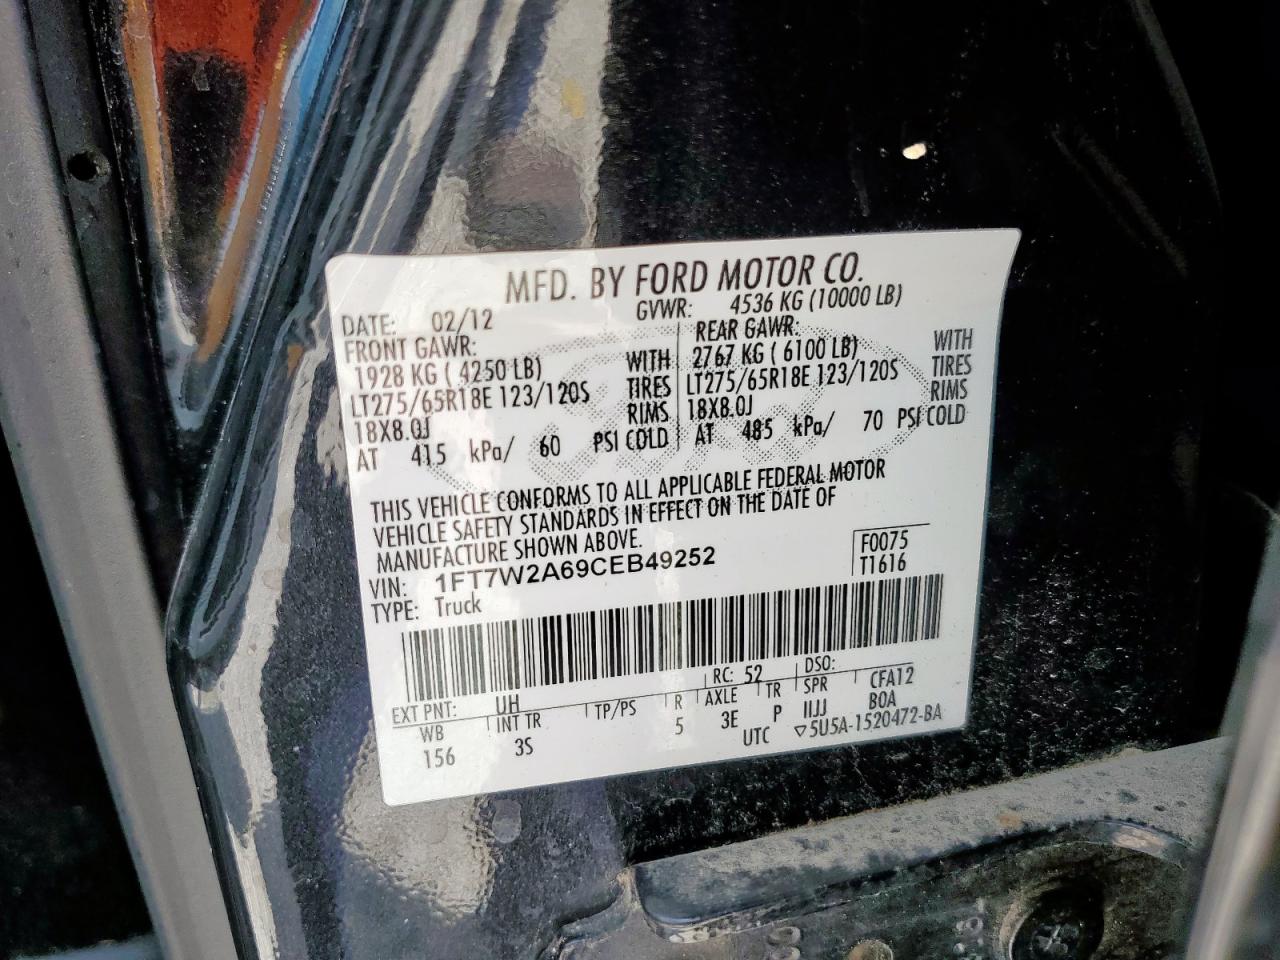 MFD. BY FORD MOTOR CO.
DATE: 02/12 GVWR: 4536 KG (10000 LB)
FRONT GAWR: REAR GAWR:
1928 KG ( 4250 LB) WITH 2767 KG ( 6100 LB) WITH
LT275/65R18E 123/120S TIRES LT275/65R18E 123/120S TIRES
18X8.0J RIMS 18X8.0J RIMS
AT 415 kPa/ 60 PSI COLD AT 485 kPa/ 70 PSI COLD
THIS VEHICLE CONFORMS TO ALL APPLICABLE FEDERAL MOTOR
VEHICLE SAFETY STANDARDS IN EFFECT ON THE DATE OF
MANUFACTURE SHOWN ABOVE.
VIN: 1FT7W2A69CEB49252 F0075
TYPE: Truck T1616
EXT PNT: UH RC: 52 DSO:
WB INT TR TP/PS R AXLE TR SPR CFA12
156 3S 5 3E P IIJJ BOA
UTC ▽5U5A-1520472-BA